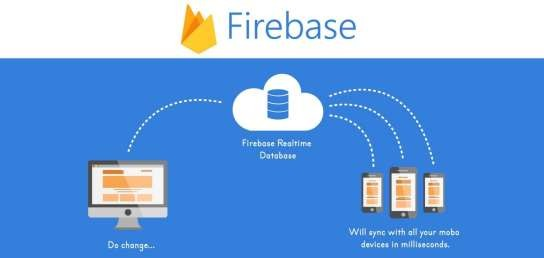 Firebase
Firebase Realtime
Database
Do change...
Will sync with all your mobo
devices in milliseconds.